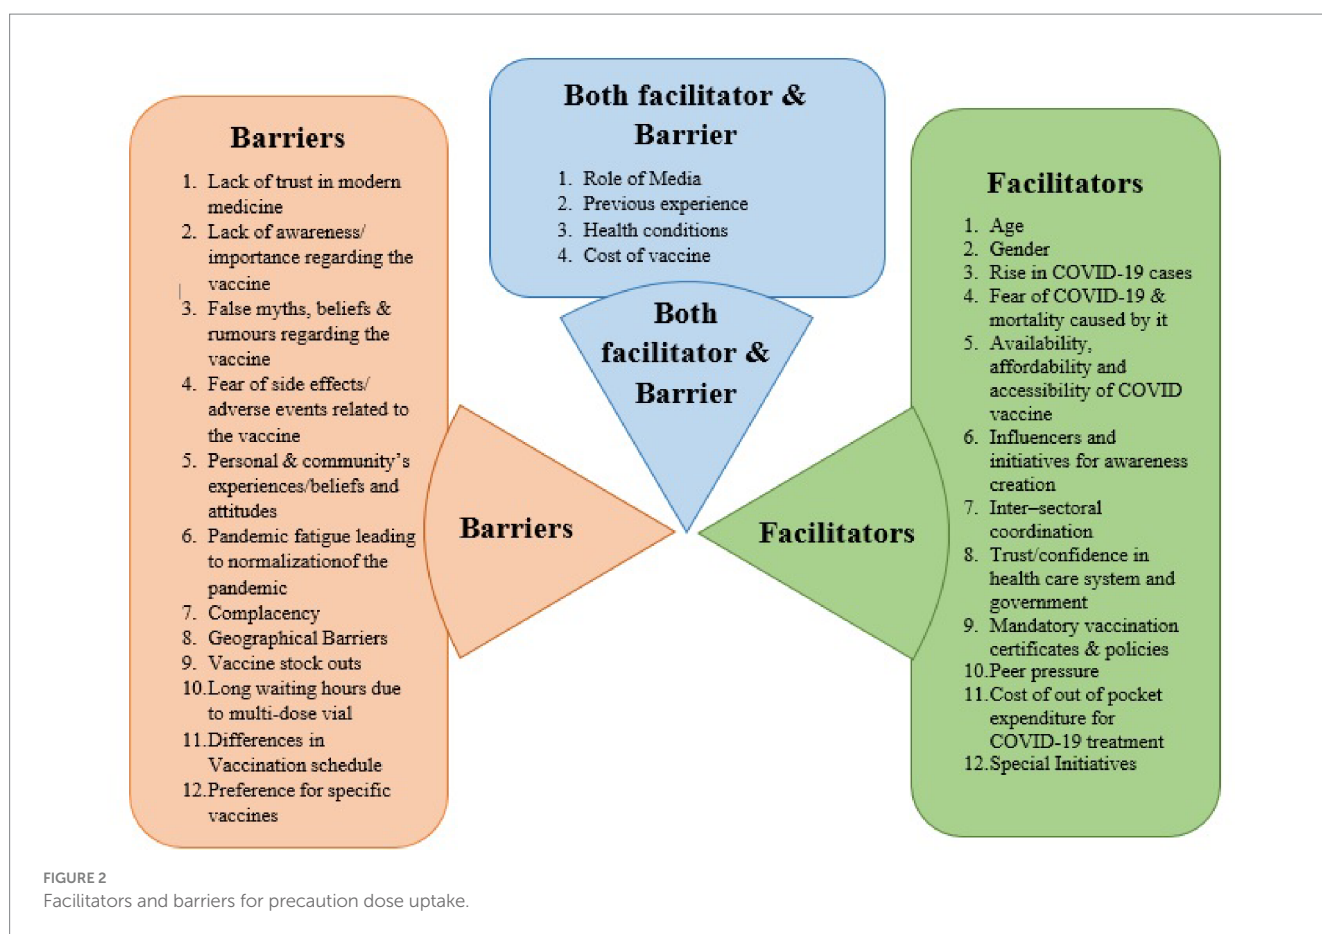 Barriers
1. Lack of trust in modern
medicine
2. Lack of awareness/
importance regarding the
vaccine
3. False myths, beliefs &
rumours regarding the
vaccine
4. Fear of side effects/
adverse events related to
the vaccine
5. Personal & community's
experiences/beliefs and
attitudes
6. Pandemic fatigue leading
to normalizationof the
pandemic
7. Complacency
8. Geographical Barriers
9. Vaccine stock outs
10.Long waiting hours due
to multi-dose vial
11.Differences in
Vaccination schedule
12.Preference for specific
vaccines
Both facilitator &
Barrier
1. Role of Media
2. Previous experience
3. Health conditions
4. Cost of vaccine
Both
facilitator &
Barrier
Barriers
Facilitators
Facilitators
1. Age
2. Gender
3. Rise in COVID-19 cases
4. Fear of COVID-19 &
mortality caused by it
5. Availability,
affordability and
accessibility of COVID
vaccine
6. Influencers and
initiatives for awareness
creation
7. Inter–sectoral
coordination
8. Trust/confidence in
health care system and
government
9. Mandatory vaccination
certificates & policies
10.Peer pressure
11.Cost of out of pocket
expenditure for
COVID-19 treatment
12.Special Initiatives
FIGURE 2
Facilitators and barriers for precaution dose uptake.